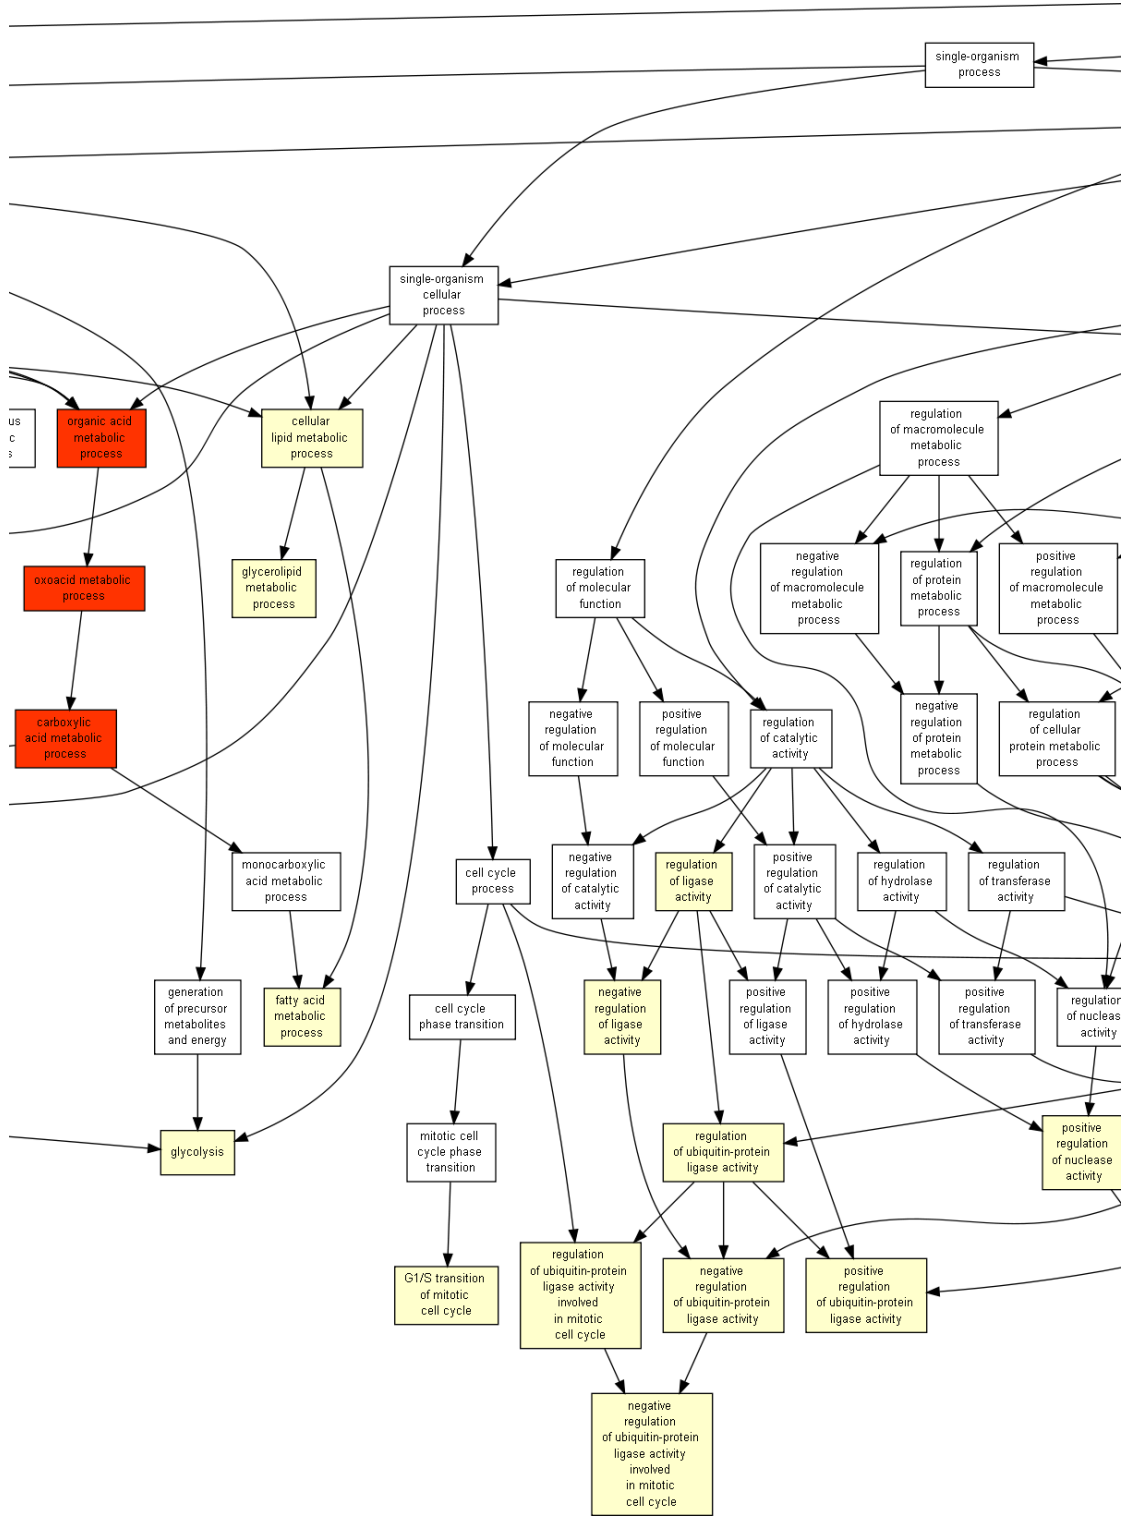 single-organism
process
single-organism
cellular
process
organic acid
metabolic
process
cellular
lipid metabolic
process
regulation
of macromolecule
metabolic
process
oxoacid metabolic
process
glycerolipid
metabolic
process
regulation
of molecular
function
negative
regulation
of macromolecule
metabolic
process
regulation
of protein
metabolic
process
positive
regulation
of macromolecule
metabolic
process
carboxylic
acid metabolic
process
negative
regulation
of molecular
function
positive
regulation
of molecular
function
regulation
of catalytic
activity
negative
regulation
of protein
metabolic
process
regulation
of cellular
protein metabolic
process
monocarboxylic
acid metabolic
process
cell cycle
process
negative
regulation
of catalytic
activity
regulation
of ligase
activity
positive
regulation
of catalytic
activity
regulation
of hydrolase
activity
regulation
of transferase
activity
generation
of precursor
metabolites
and energy
fatty acid
metabolic
process
cell cycle
phase transition
negative
regulation
of ligase
activity
positive
regulation
of ligase
activity
positive
regulation
of hydrolase
activity
positive
regulation
of transferase
activity
regulation
of nuclease
activity
glycolysis
mitotic cell
cycle phase
transition
regulation
of ubiquitin-protein
ligase activity
positive
regulation
of nuclease
activity
G1/S transition
of mitotic
cell cycle
regulation
of ubiquitin-protein
ligase activity
involved
in mitotic
cell cycle
negative
regulation
of ubiquitin-protein
ligase activity
positive
regulation
of ubiquitin-protein
ligase activity
negative
regulation
of ubiquitin-protein
ligase activity
involved
in mitotic
cell cycle